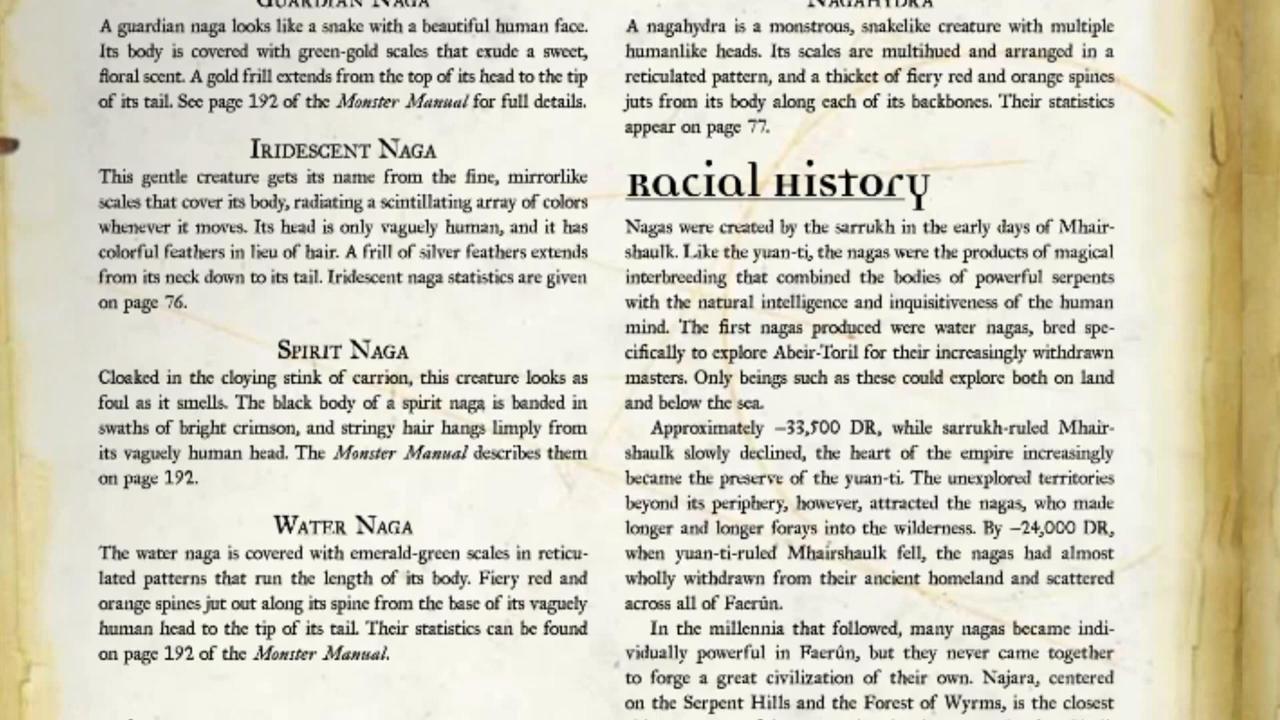 GUARDIAN NAGA
A guardian naga looks like a snake with a beautiful human face.
Its body is covered with green-gold scales that exude a sweet,
floral scent. A gold frill extends from the top of its head to the tip
of its tail. See page 192 of the Monster Manual for full details.
IRIDESCENT NAGA
This gentle creature gets its name from the fine, mirrorlike
scales that cover its body, radiating a scintillating array of colors
whenever it moves. Its head is only vaguely human, and it has
colorful feathers in lieu of hair. A frill of silver feathers extends
from its neck down to its tail. Iridescent naga statistics are given
on page 76.
SPIRIT NAGA
Cloaked in the cloying stink of carrion, this creature looks as
foul as it smells. The black body of a spirit naga is banded in
swaths of bright crimson, and stringy hair hangs limply from
its vaguely human head. The Monster Manual describes them
on page 192.
WATER NAGA
The water naga is covered with emerald-green scales in reticu-
lated patterns that run the length of its body. Fiery red and
orange spines jut out along its spine from the base of its vaguely
human head to the tip of its tail. Their statistics can be found
on page 192 of the Monster Manual.
NAGAHYDRA
A nagahydra is a monstrous, snakelike creature with multiple
humanlike heads. Its scales are multihued and arranged in a
reticulated pattern, and a thicket of fiery red and orange spines
juts from its body along each of its backbones. Their statistics
appear on page 77.
Racial History
Nagas were created by the sarrukh in the early days of Mhair-
shaulk. Like the yuan-ti, the nagas were the products of magical
interbreeding that combined the bodies of powerful serpents
with the natural intelligence and inquisitiveness of the human
mind. The first nagas produced were water nagas, bred spe-
cifically to explore Abeir-Toril for their increasingly withdrawn
masters. Only beings such as these could explore both on land
and below the sea.
Approximately –33,500 DR, while sarrukh-ruled Mhair-
shaulk slowly declined, the heart of the empire increasingly
became the preserve of the yuan-ti. The unexplored territories
beyond its periphery, however, attracted the nagas, who made
longer and longer forays into the wilderness. By –24,000 DR,
when yuan-ti-ruled Mhairshaulk fell, the nagas had almost
wholly withdrawn from their ancient homeland and scattered
across all of Faerûn.
In the millennia that followed, many nagas became indi-
vidually powerful in Faerûn, but they never came together
to forge a great civilization of their own. Najara, centered
on the Serpent Hills and the Forest of Wyrms, is the closest